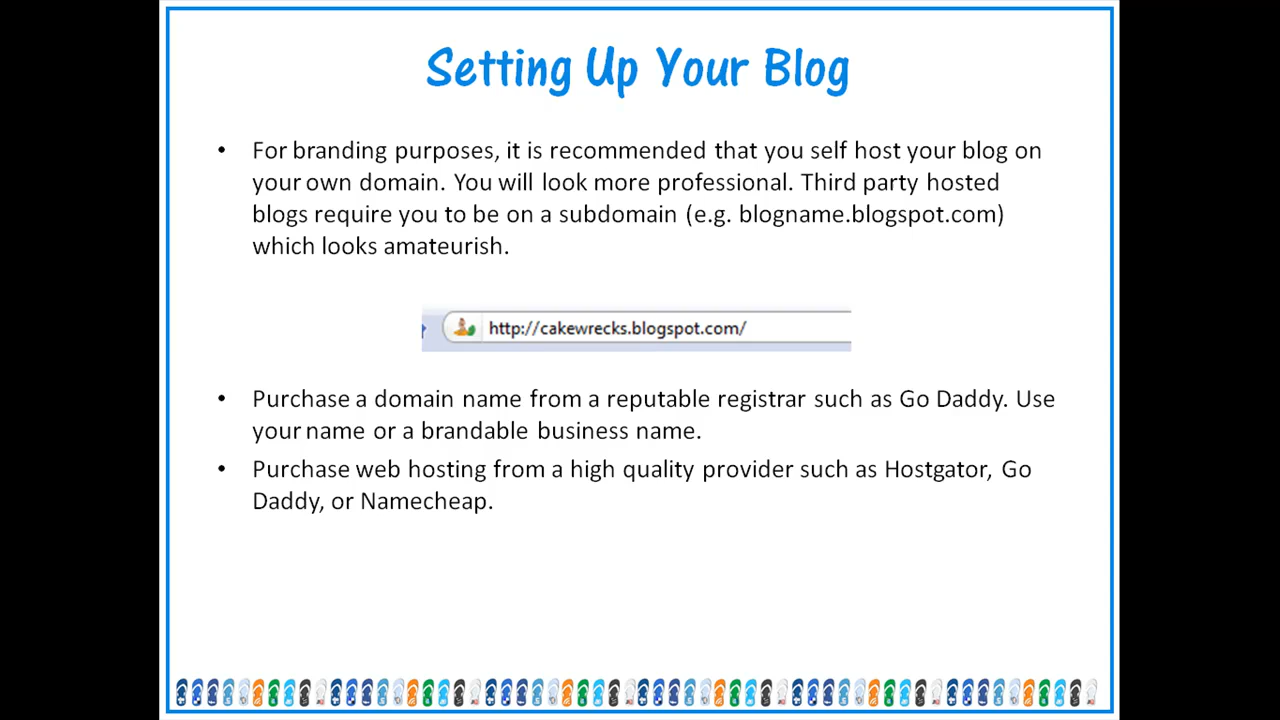 Setting Up Your Blog
• For branding purposes, it is recommended that you self host your blog on
your own domain. You will look more professional. Third party hosted
blogs require you to be on a subdomain (e.g. blogname.blogspot.com)
which looks amateurish.
http://cakewrecks.blogspot.com/
• Purchase a domain name from a reputable registrar such as Go Daddy. Use
your name or a brandable business name.
• Purchase web hosting from a high quality provider such as Hostgator, Go
Daddy, or Namecheap.